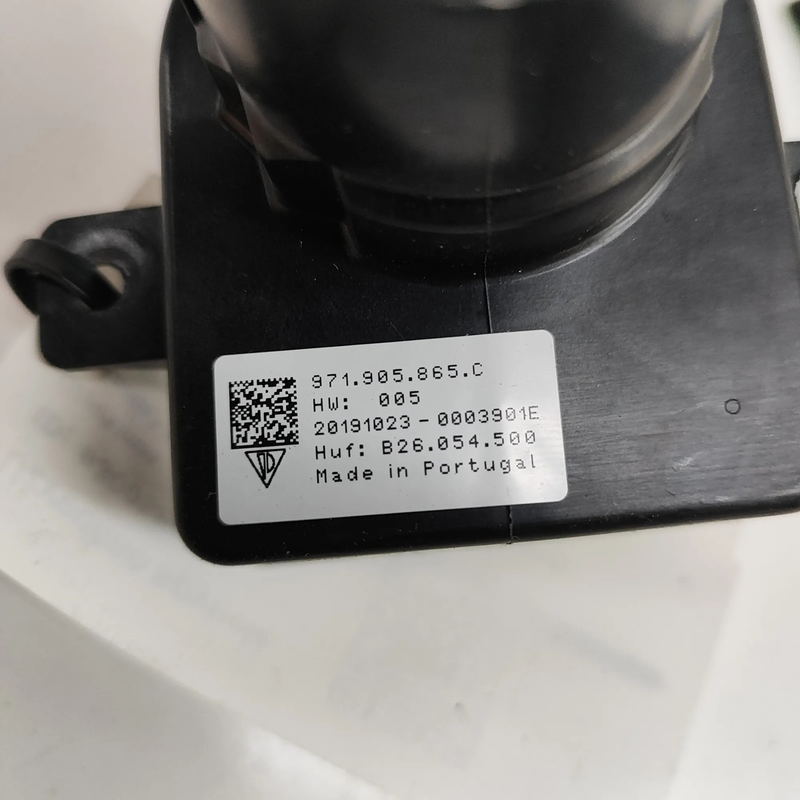 971.905.865.C
HW: 005
20191023-0003901E
Huf: B26.054.500
Made in Portugal